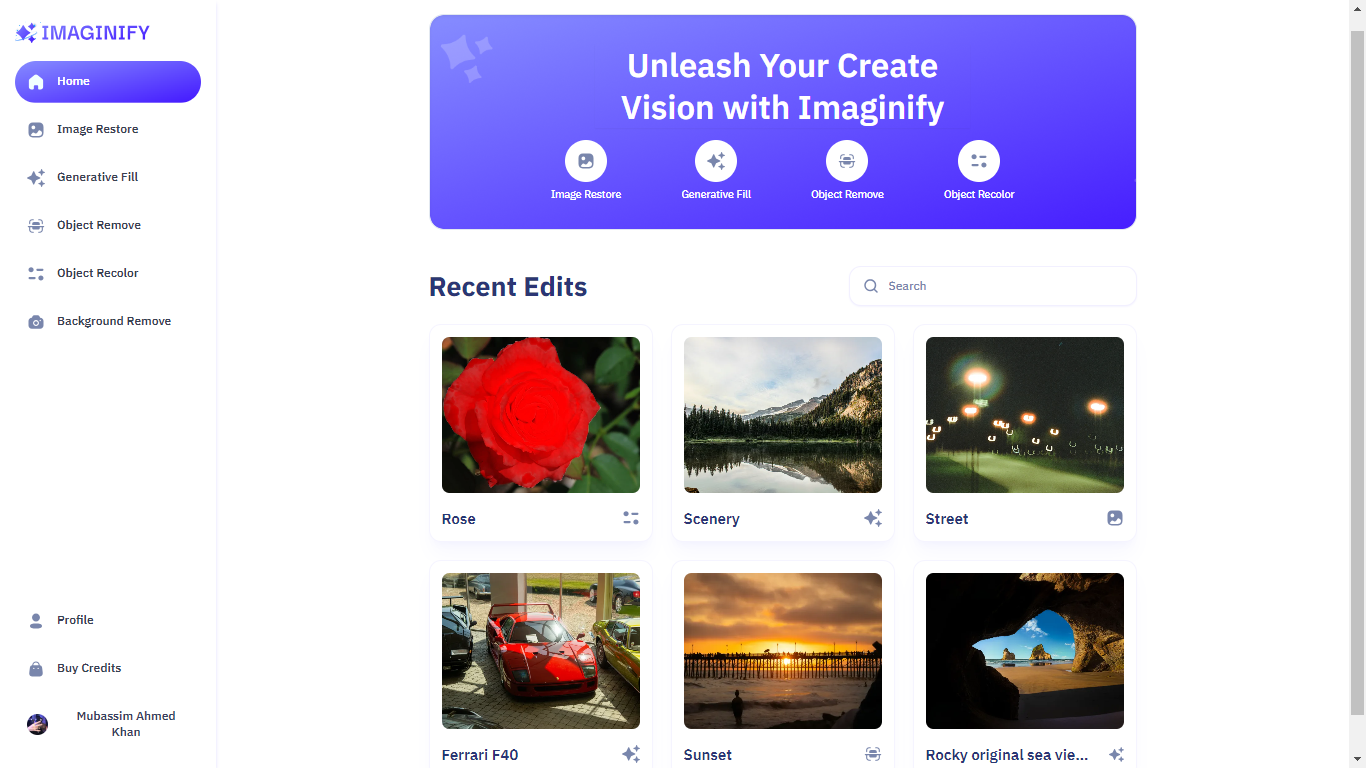 IMAGINIFY
Home
Image Restore
Generative Fill
Object Remove
Object Recolor
Background Remove
Profile
Buy Credits
Mubassim Ahmed
Khan
Unleash Your Create
Vision with Imaginify
Image Restore
Generative Fill
Object Remove
Object Recolor
Recent Edits
Search
Rose
Scenery
Street
Ferrari F40
Sunset
Rocky original sea vie...